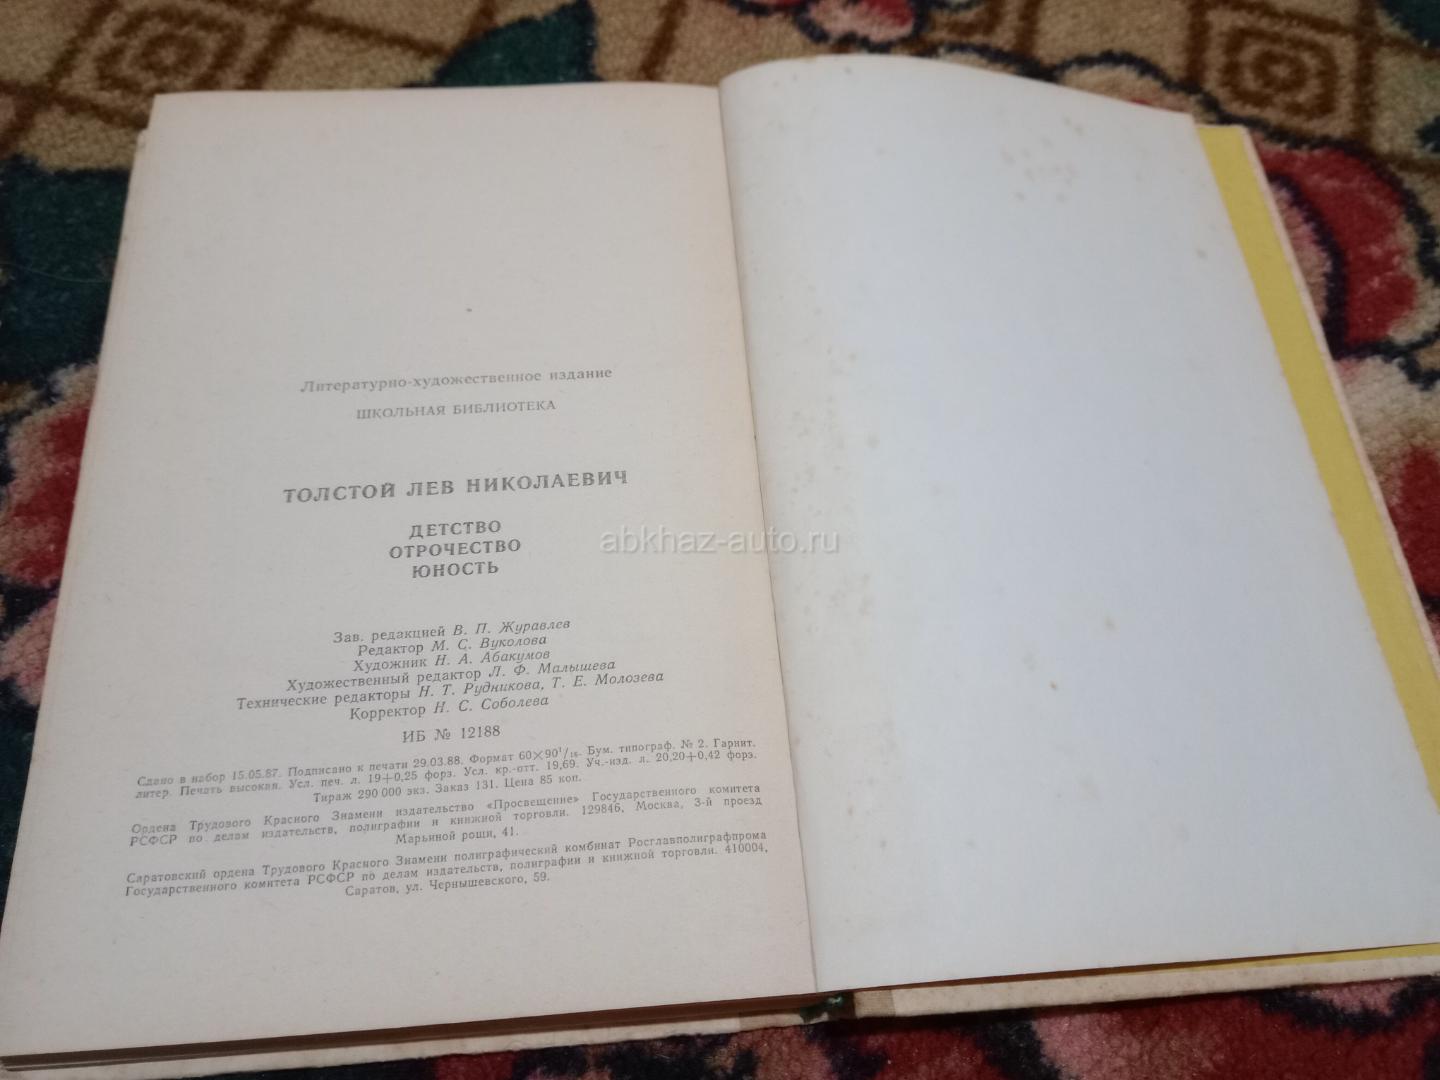 Литературно-художественное издание
ШКОЛЬНАЯ БИБЛИОТЕКА
ТОЛСТОЙ ЛЕВ НИКОЛАЕВИЧ
ДЕТСТВО
ОТРОЧЕСТВО
ЮНОСТЬ
abkhaz-auto.ru
Зав. редакцией В. П. Журавлев
Редактор М. С. Вуколова
Художник Н. А. Абакумов
Художественный редактор Л. Ф. Малышева
Технические редакторы Н. Т. Рудникова, Т. Е. Молозева
Корректор Н. С. Соболева
ИБ № 12188
Сдано в набор 15.05.87. Подписано к печати 29.03.88. Формат 60×90¹/₁₆. Бум. типограф. № 2. Гарнит.
литер. Печать высокая. Усл. печ. л. 19+0,25 форз. Усл. кр.-отт. 19,69. Уч.-изд. л. 20,20+0,42 форз.
Тираж 290 000 экз. Заказ 131. Цена 85 коп.
Ордена Трудового Красного Знамени издательство «Просвещение» Государственного комитета
РСФСР по делам издательств, полиграфии и книжной торговли. 129846, Москва, 3-й проезд
Марьиной рощи, 41.
Саратовский ордена Трудового Красного Знамени полиграфический комбинат Росглавполиграфпрома
Государственного комитета РСФСР по делам издательств, полиграфии и книжной торговли. 410004,
Саратов, ул. Чернышевского, 59.